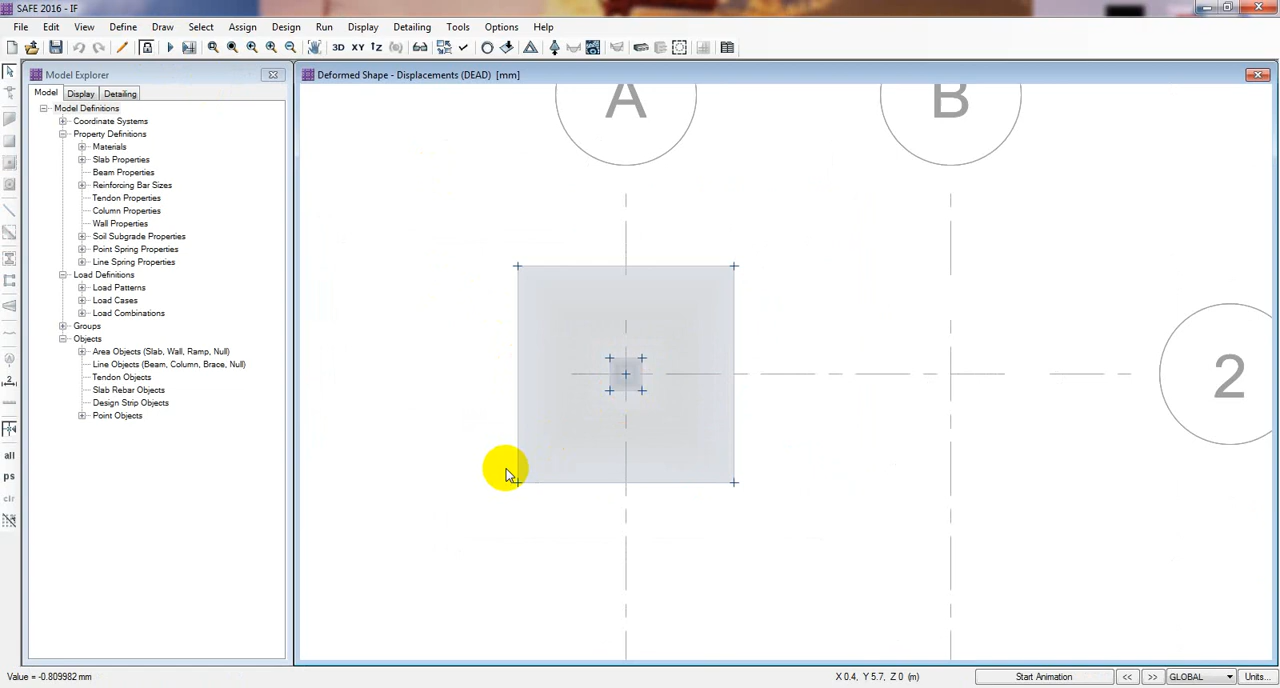 SAFE 2016 - IF
File Edit View Define Draw Select Assign Design Run Display Detailing Tools Options Help
3D XY
Model Explorer
Model Display Detailing
Model Definitions
Coordinate Systems
Property Definitions
Materials
Slab Properties
Beam Properties
Reinforcing Bar Sizes
Tendon Properties
Column Properties
Wall Properties
Soil Subgrade Properties
Point Spring Properties
Line Spring Properties
Load Definitions
Load Patterns
Load Cases
Load Combinations
Groups
Objects
Area Objects (Slab, Wall, Ramp, Null)
Line Objects (Beam, Column, Brace, Null)
Tendon Objects
Slab Rebar Objects
Design Strip Objects
Point Objects
all
ps
clr
Deformed Shape - Displacements (DEAD) [mm]
A B
2
Value = -0.809982 mm
X 0.4, Y 5.7, Z 0 (m)
Start Animation << >> GLOBAL Units...